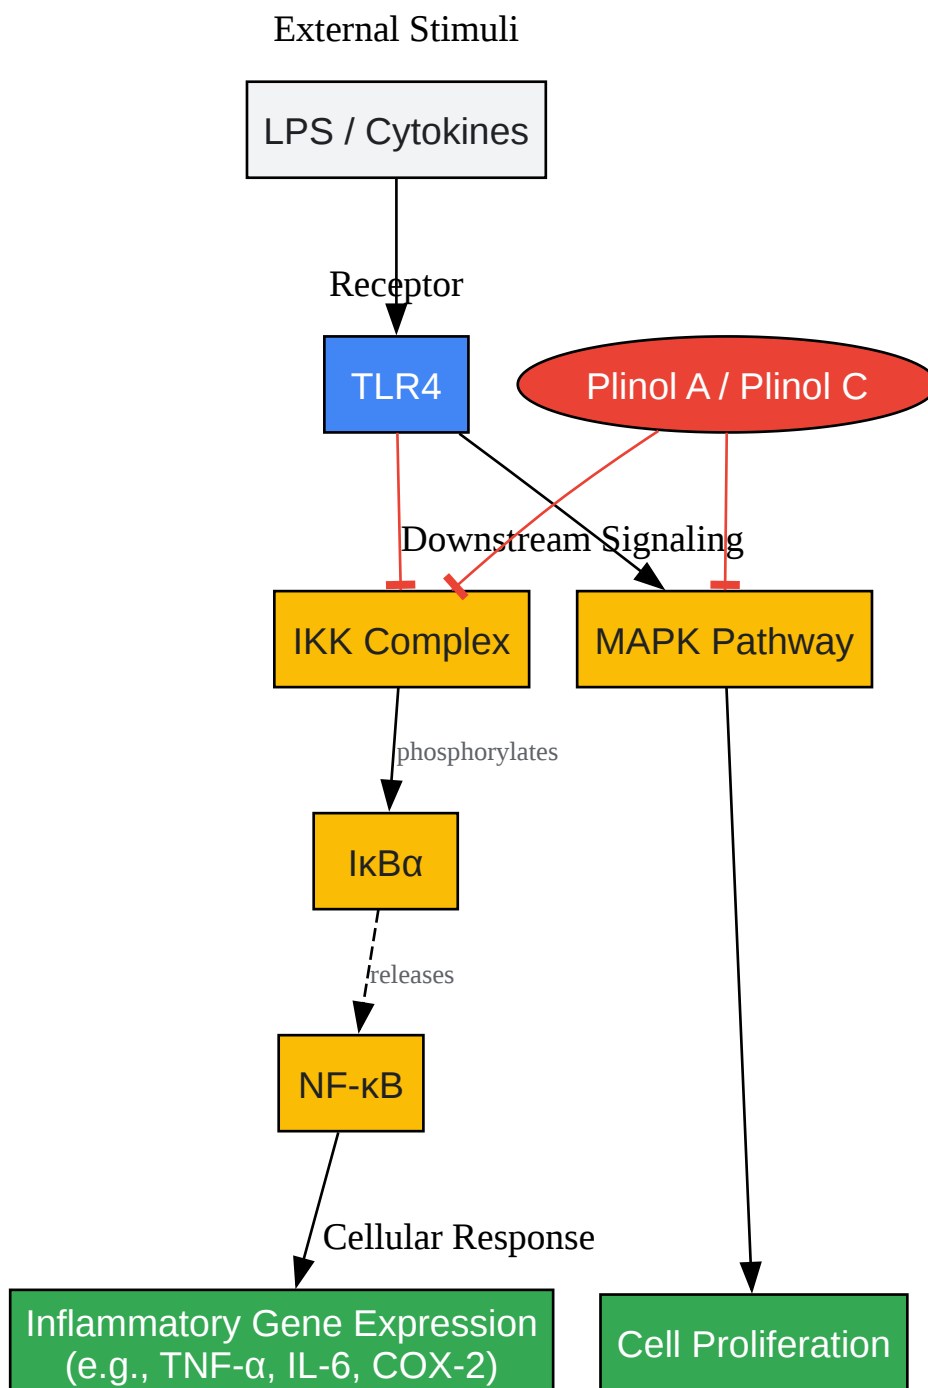 External Stimuli
LPS / Cytokines
Receptor
TLR4
Plinol A / Plinol C
Downstream Signaling
IKK Complex
MAPK Pathway
phosphorylates
IκBα
releases
NF-κB
Cellular Response
Inflammatory Gene Expression
(e.g., TNF-α, IL-6, COX-2)
Cell Proliferation